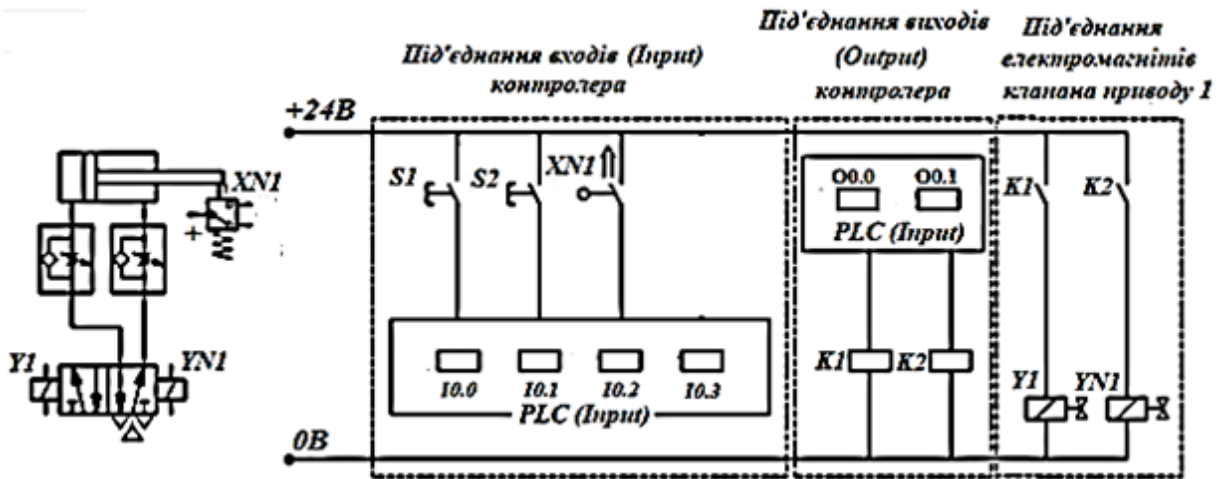 Під'єднання входів (Input)
контролера
Під'єднання виходів
(Output)
контролера
Під'єднання
електромагнітів
клапана приводу 1
+24В
XN1
+
Y1
YN1
S1
S2
XN1
I0.0
I0.1
I0.2
I0.3
PLC (Input)
O0.0
O0.1
PLC (Input)
K1
K2
K1
K2
Y1
YN1
0В